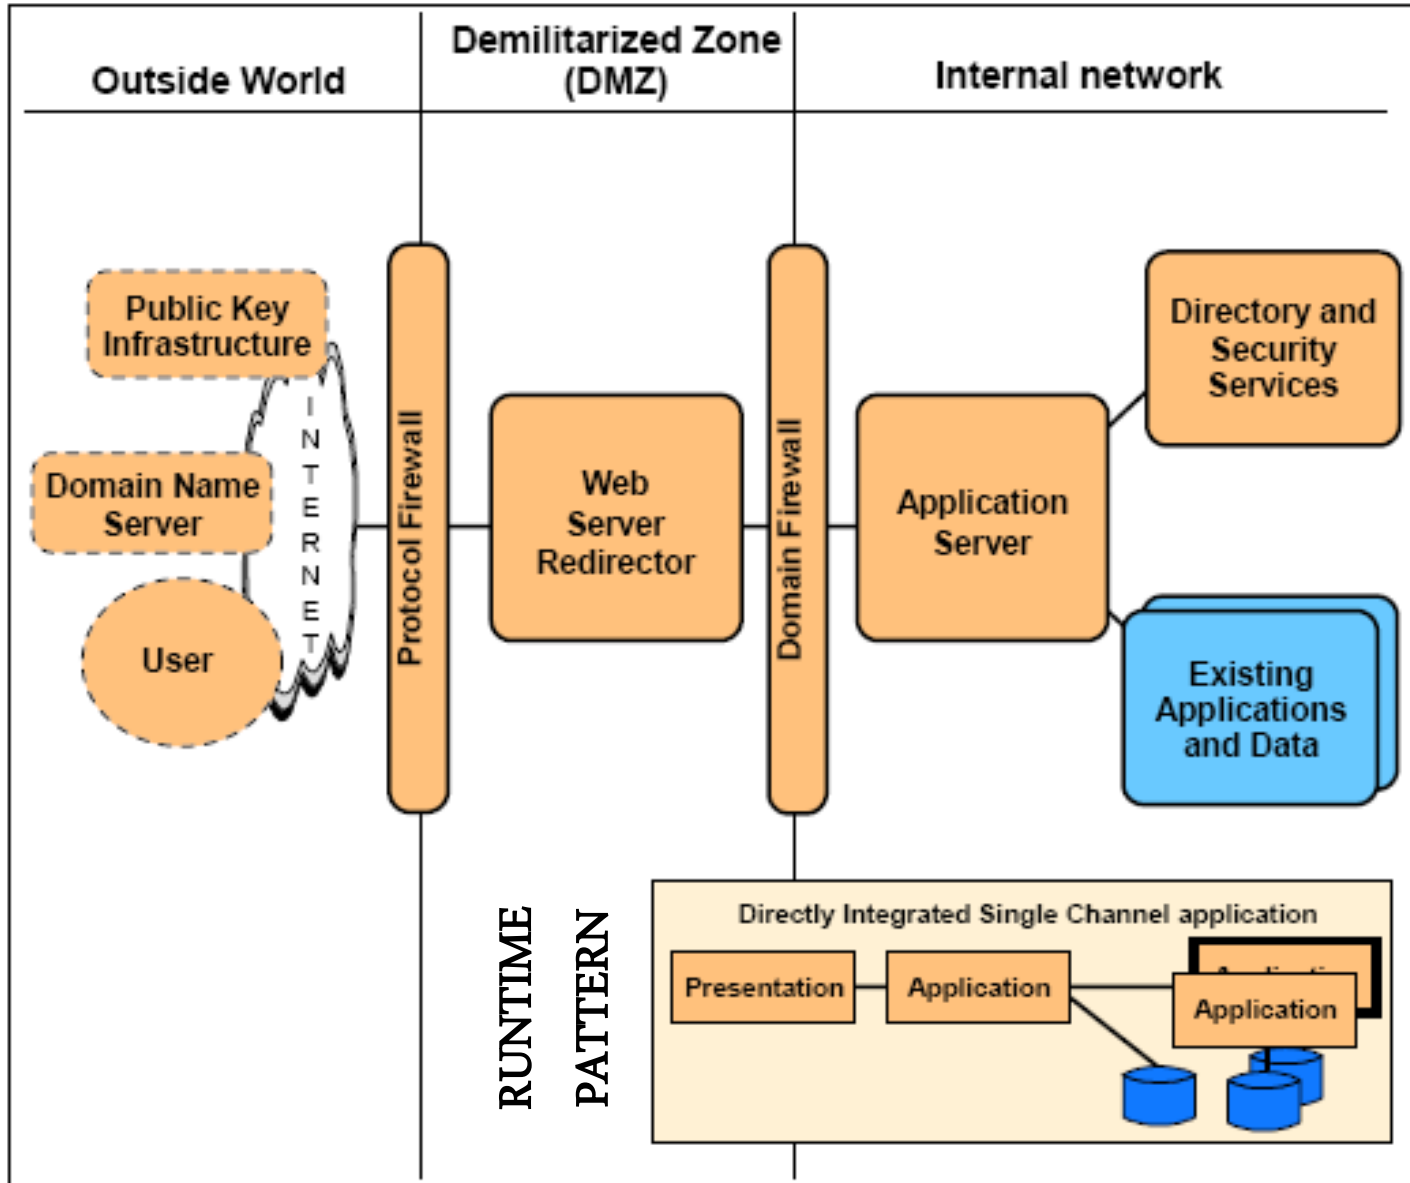 Outside World
Demilitarized Zone
(DMZ)
Internal network
Public Key
Infrastructure
Domain Name
Server
User
INTERNET
Protocol Firewall
Web
Server
Redirector
Domain Firewall
Application
Server
Directory and
Security
Services
Existing
Applications
and Data
RUNTIME
PATTERN
Directly Integrated Single Channel application
Presentation
Application
Application